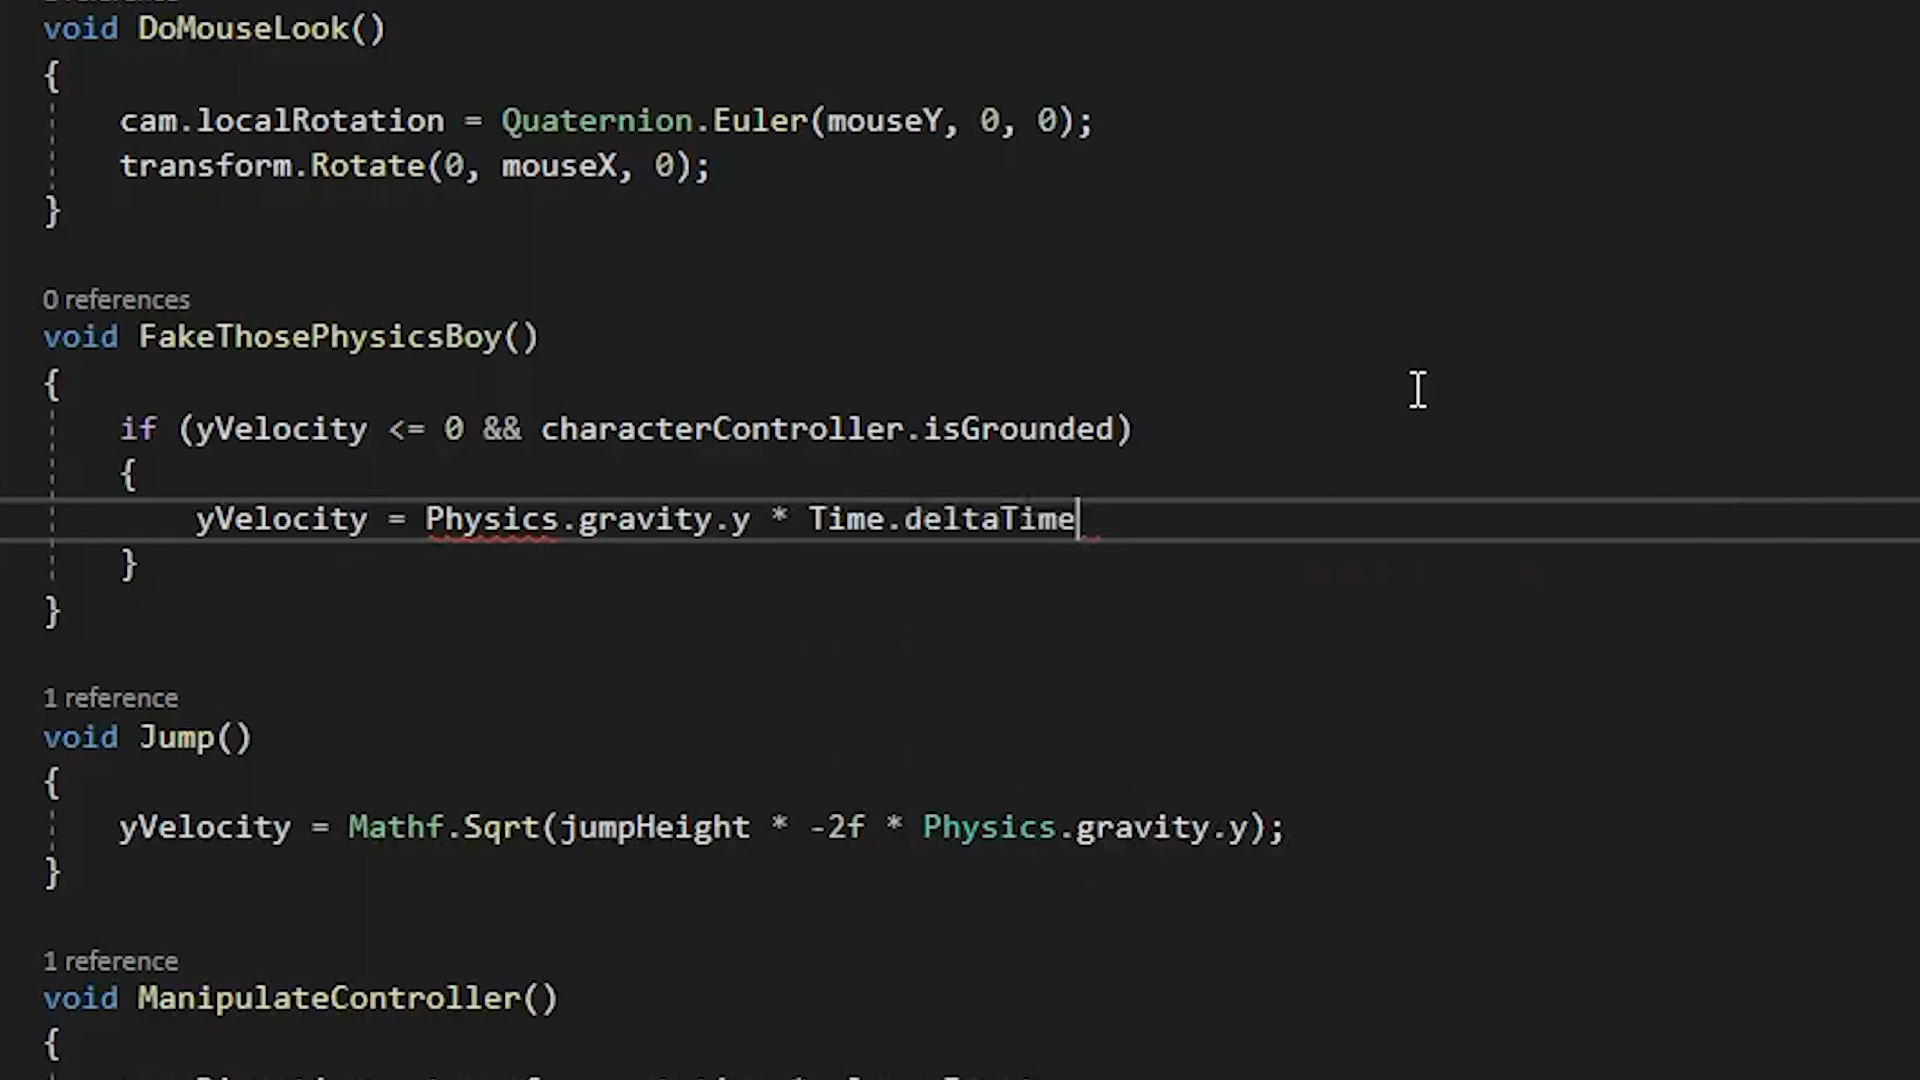 void DoMouseLook()
{
cam.localRotation = Quaternion.Euler(mouseY, 0, 0);
transform.Rotate(0, mouseX, 0);
}
0 references
void FakeThosePhysicsBoy()
{
if (yVelocity <= 0 && characterController.isGrounded)
{
yVelocity = Physics.gravity.y * Time.deltaTime
}
}
1 reference
void Jump()
{
yVelocity = Mathf.Sqrt(jumpHeight * -2f * Physics.gravity.y);
}
1 reference
void ManipulateController()
{